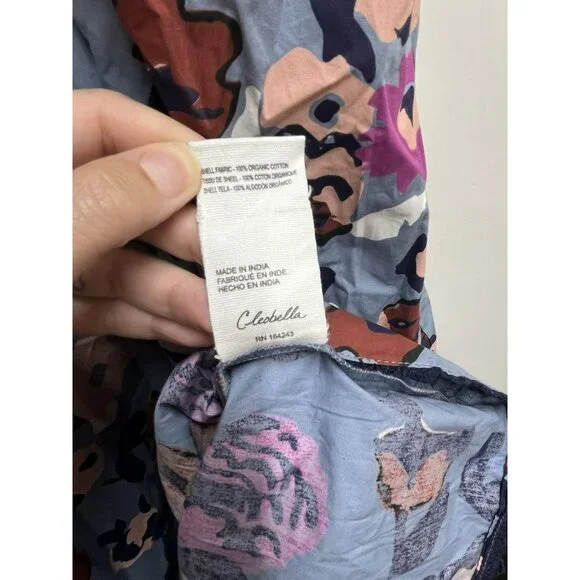 SHELL FABRIC - 100% ORGANIC COTTON
TISSU DE SHEEL - 100% COTON ORGANIQUE
SHELL TELA - 100% ALGODÓN ORGÁNICO
MADE IN INDIA
FABRIQUÉ EN INDE
HECHO EN INDIA
Cleobella
RN 164243